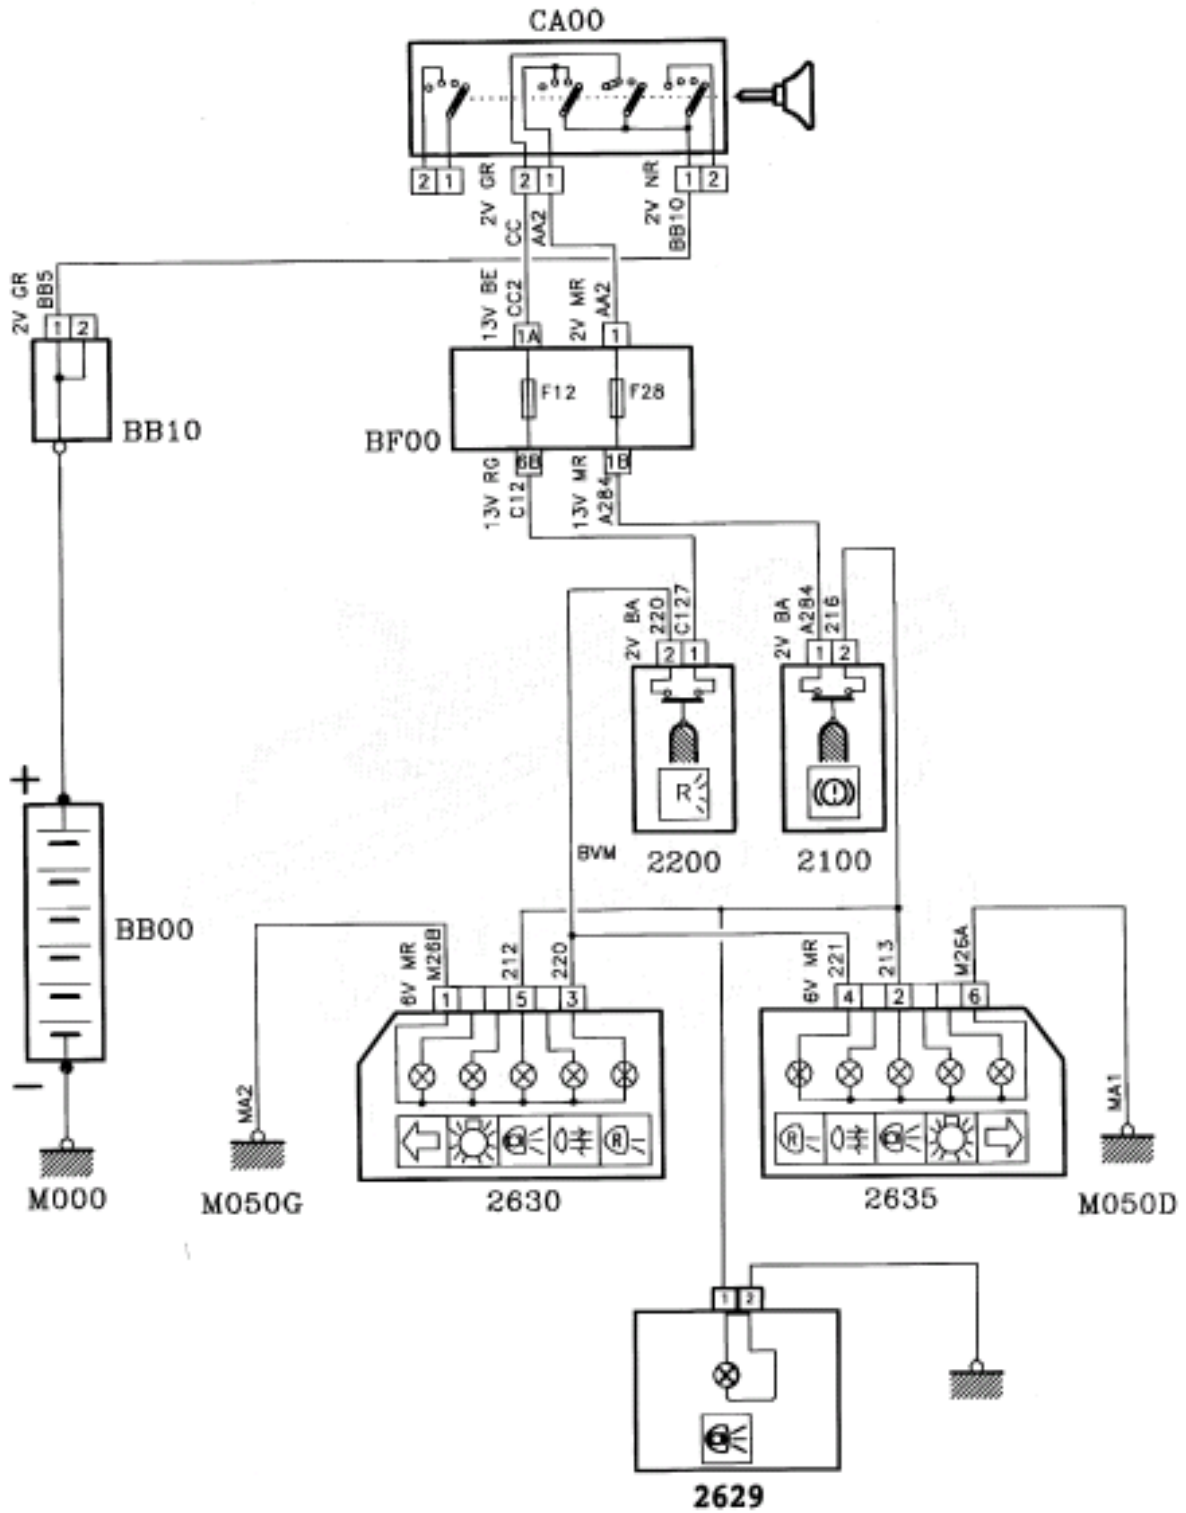 CA00
2 1
2V GR
2 1
2V NR
1 2
CC
AA2
BB10
2V GR
BB5
13V BE
CC2
2V MR
AA2
1 2
1A
1
F12
F28
BB10
BF00
6B
1B
13V RG
C12
13V MR
A284
2V BA
220
C127
2V BA
A284
216
2 1
1 2
+
R
BVM
2200
2100
BB00
6V MR
M26B
212
220
6V MR
221
213
M26A
1 5 3
4 2 6
−
MA2
MA1
R
R
M000
M050G
2630
2635
M050D
1 2
2629